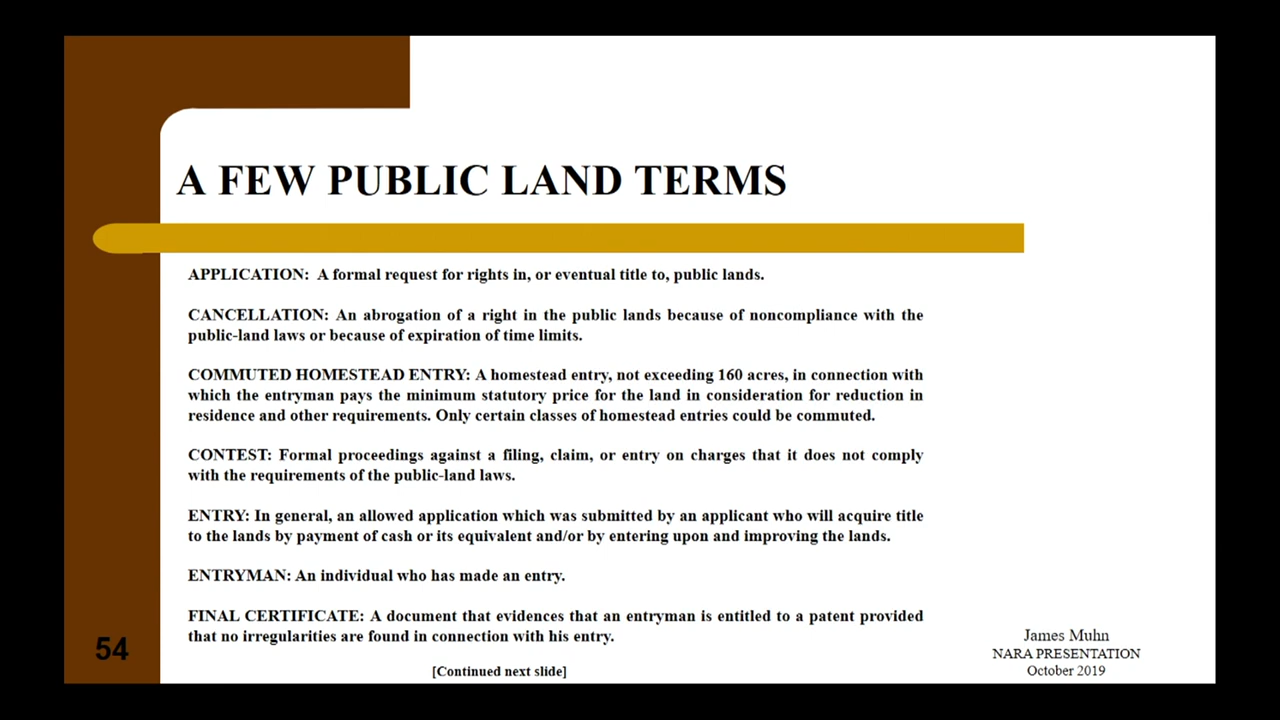 A FEW PUBLIC LAND TERMS
APPLICATION: A formal request for rights in, or eventual title to, public lands.
CANCELLATION: An abrogation of a right in the public lands because of noncompliance with the
public-land laws or because of expiration of time limits.
COMMUTED HOMESTEAD ENTRY: A homestead entry, not exceeding 160 acres, in connection with
which the entryman pays the minimum statutory price for the land in consideration for reduction in
residence and other requirements. Only certain classes of homestead entries could be commuted.
CONTEST: Formal proceedings against a filing, claim, or entry on charges that it does not comply
with the requirements of the public-land laws.
ENTRY: In general, an allowed application which was submitted by an applicant who will acquire title
to the lands by payment of cash or its equivalent and/or by entering upon and improving the lands.
ENTRYMAN: An individual who has made an entry.
FINAL CERTIFICATE: A document that evidences that an entryman is entitled to a patent provided
that no irregularities are found in connection with his entry.
[Continued next slide]
54
James Muhn
NARA PRESENTATION
October 2019